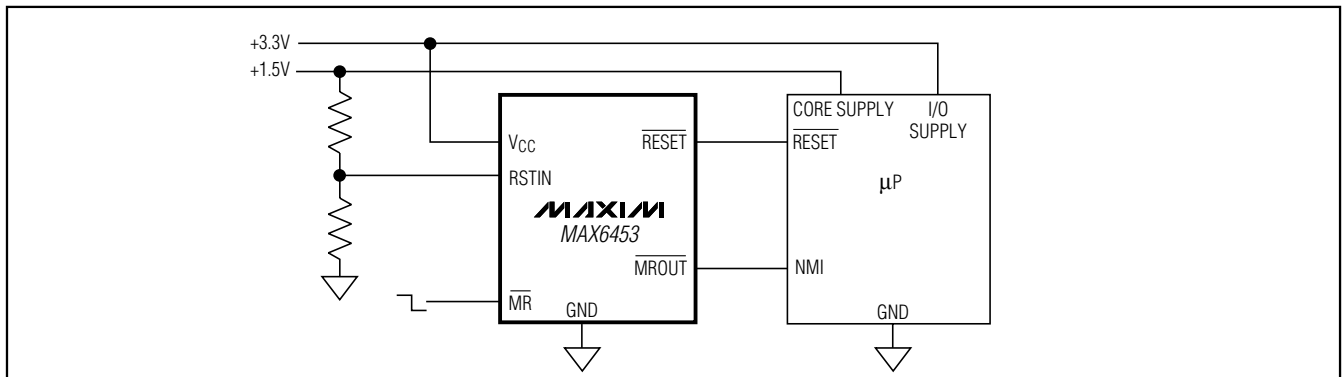 +3.3V
+1.5V
CORE SUPPLY
I/O
SUPPLY
VCC
RESET
RESET
RSTIN
μP
MAXIM
MAX6453
MROUT
NMI
MR
GND
GND